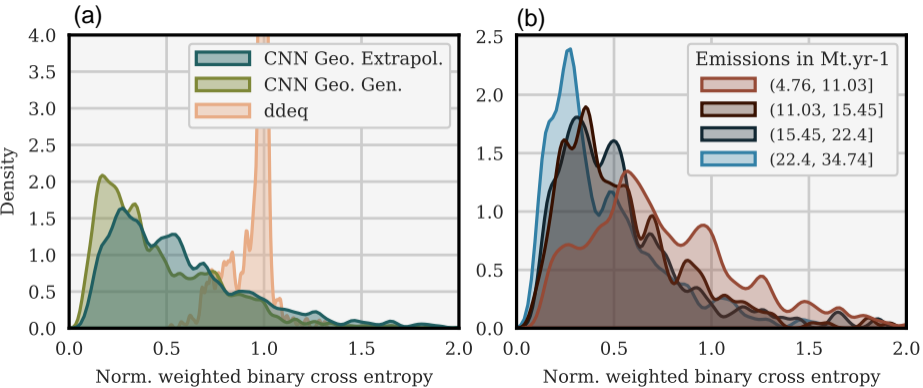 (a)
4.0
3.5
3.0
2.5
2.0
1.5
1.0
0.5
0.0
Density
CNN Geo. Extrapol.
CNN Geo. Gen.
ddeq
0.0 0.5 1.0 1.5 2.0
Norm. weighted binary cross entropy
(b)
2.5
2.0
1.5
1.0
0.5
0.0
Emissions in Mt.yr-1
(4.76, 11.03]
(11.03, 15.45]
(15.45, 22.4]
(22.4, 34.74]
0.0 0.5 1.0 1.5 2.0
Norm. weighted binary cross entropy